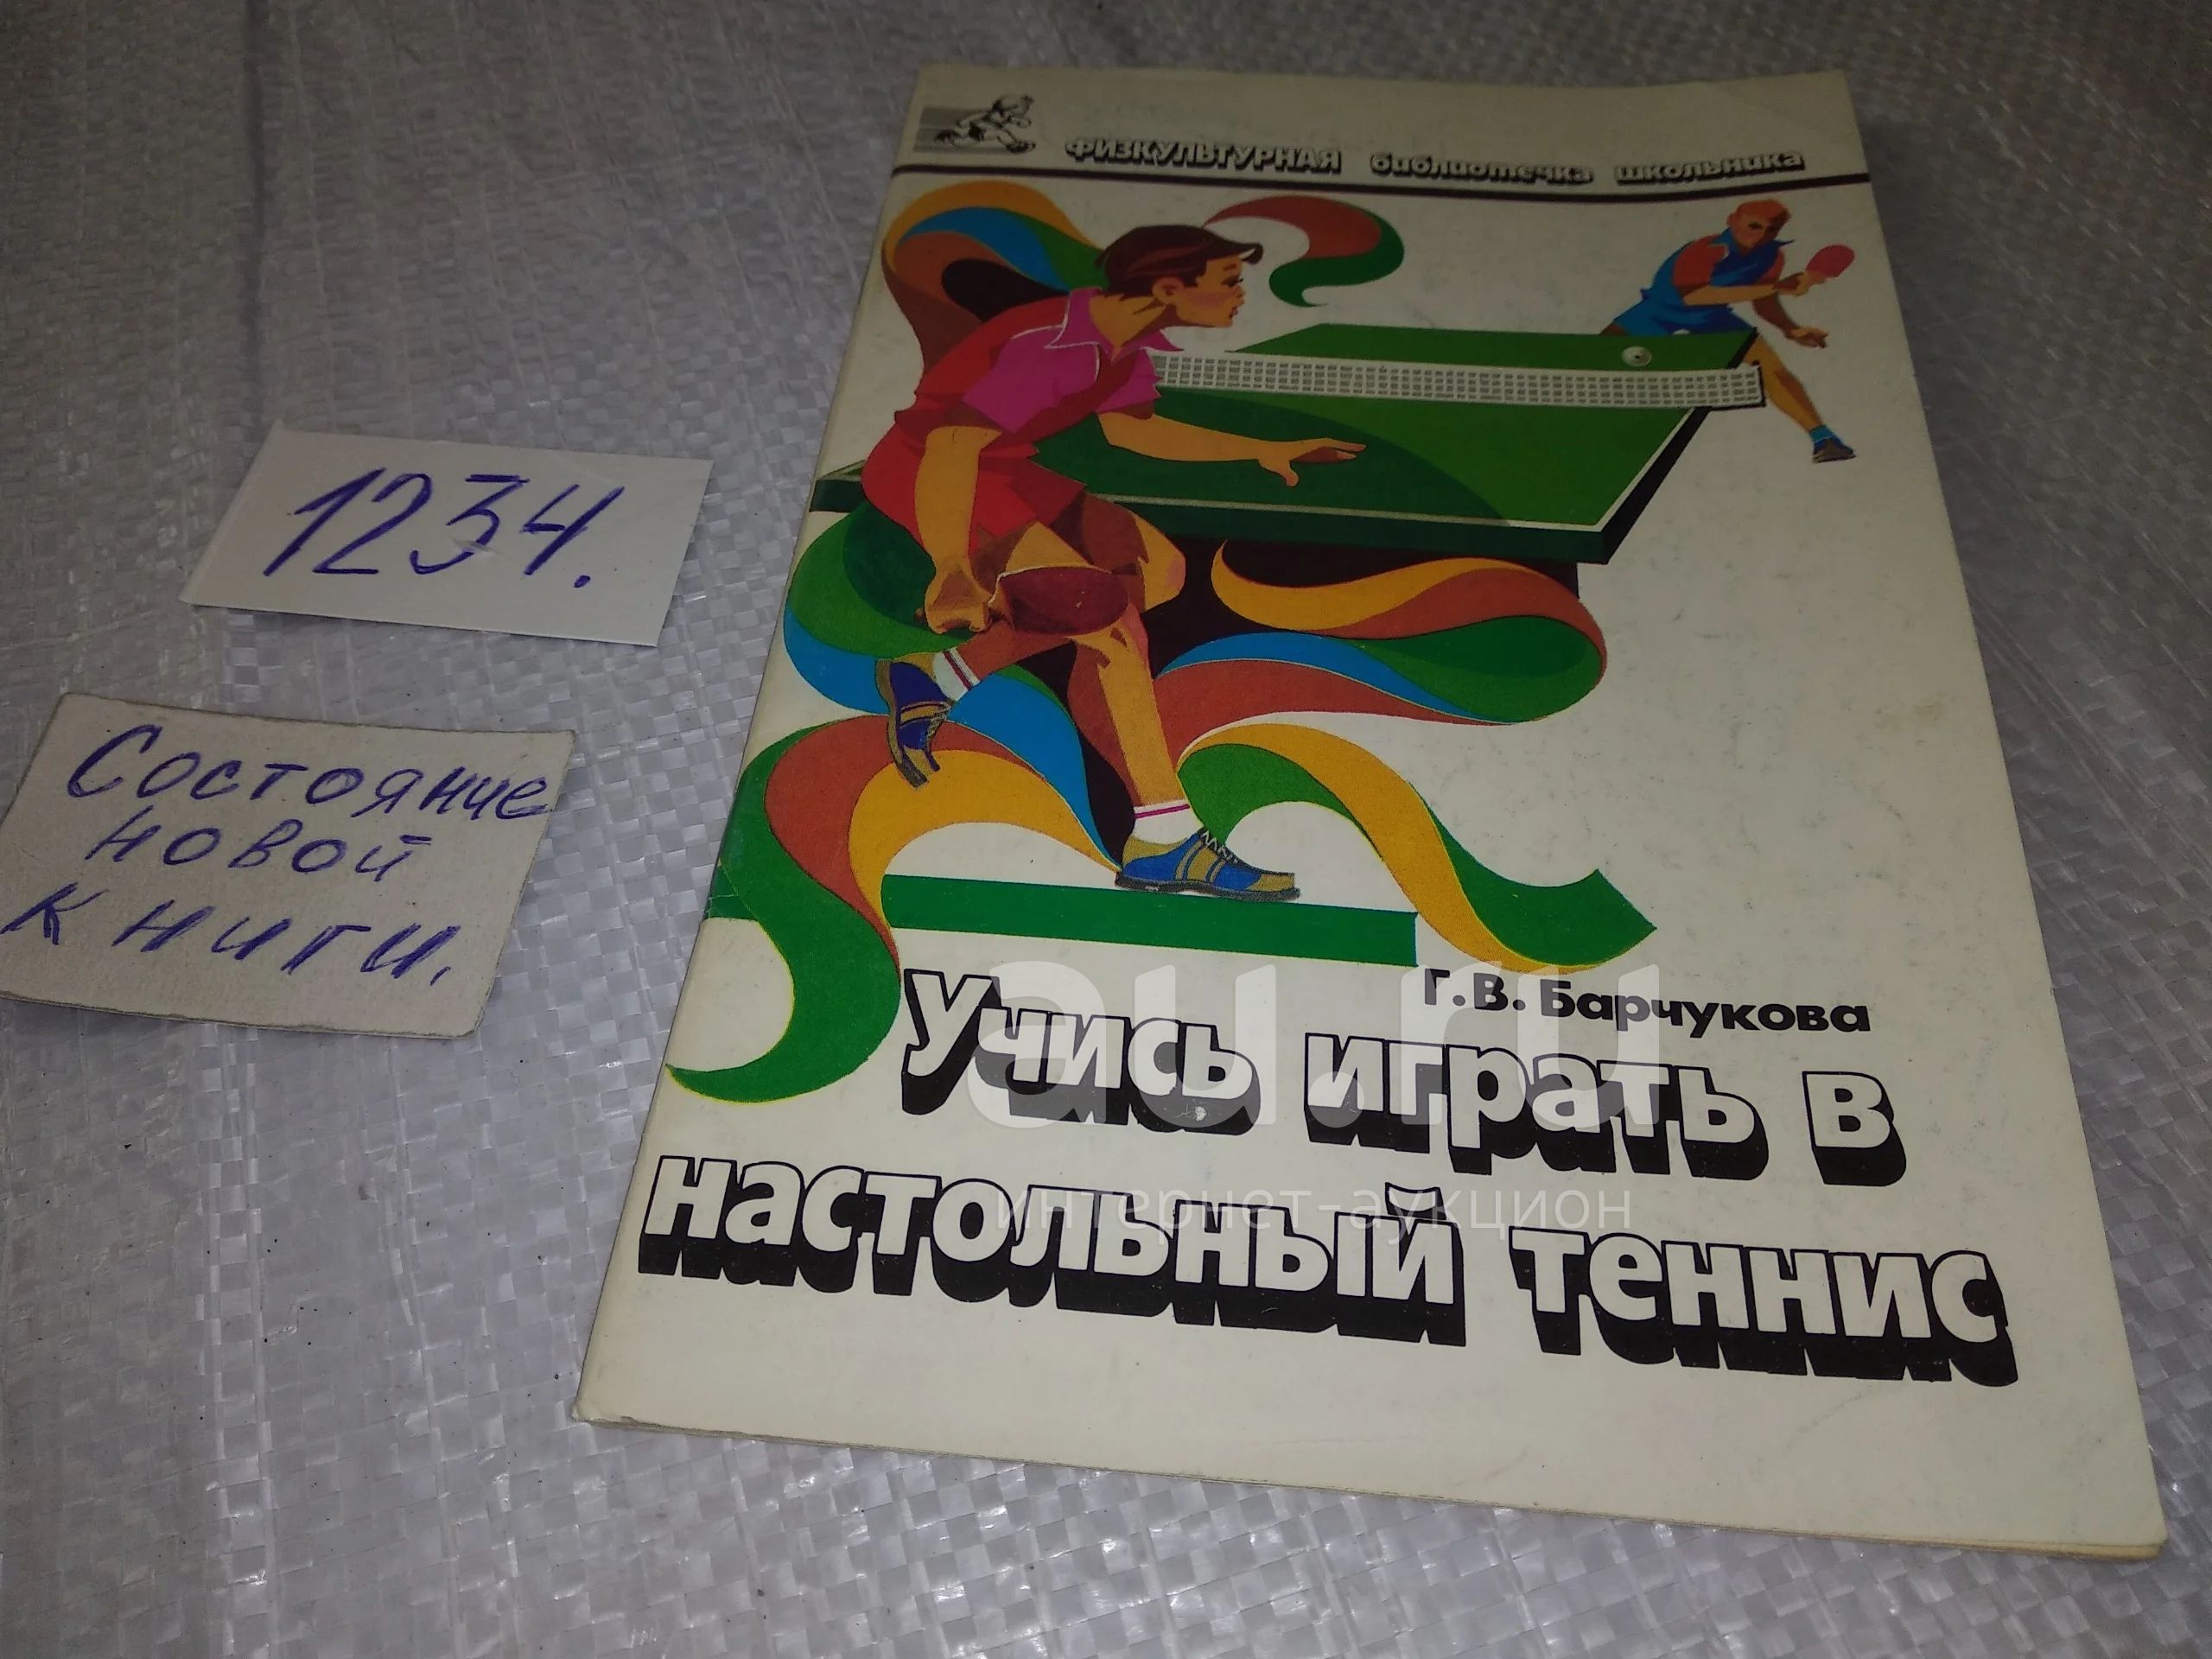 ФИЗКУЛЬТУРНАЯ библиотечка школьника
1234.
Состояние
новой
книги.
Г.В. Барчукова
Учись играть в
настольный теннис
au.ru
интернет-аукцион